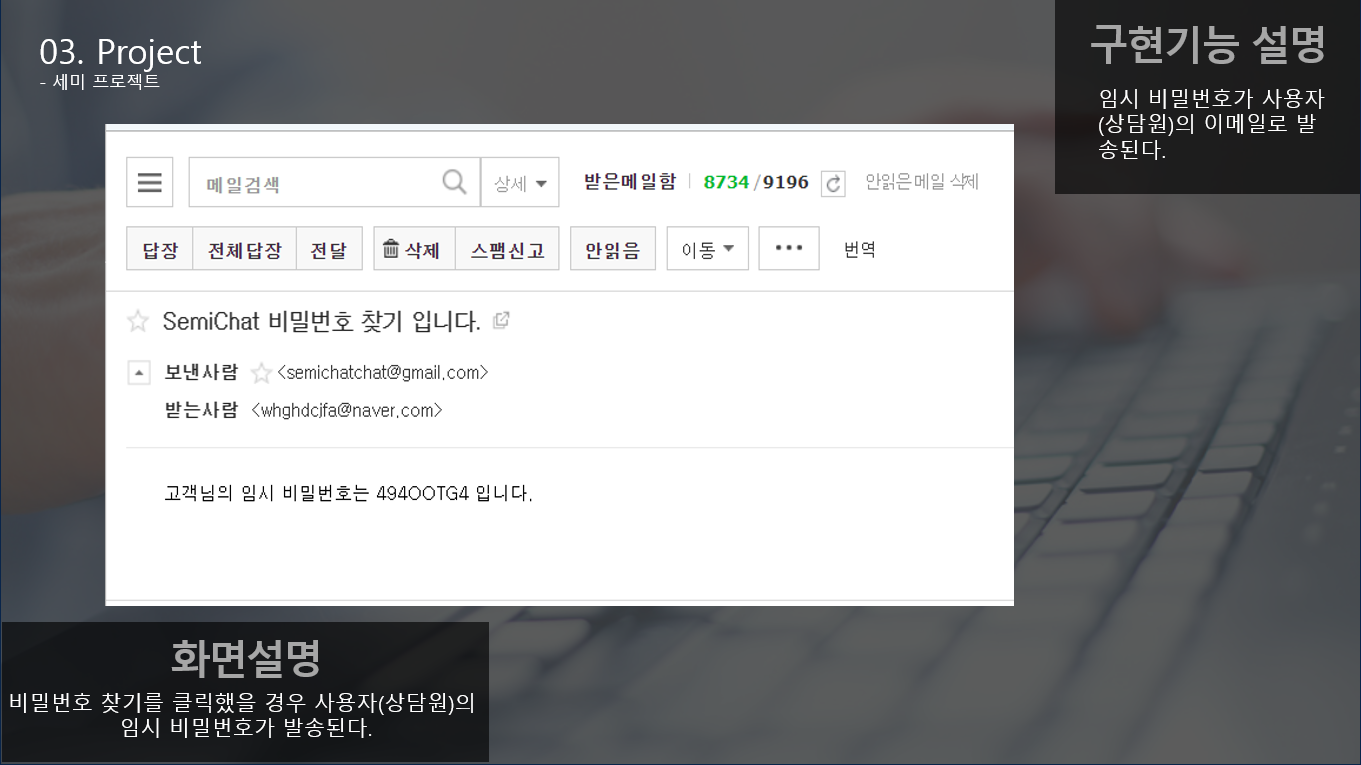 03. Project
- 세미 프로젝트
구현기능 설명
임시 비밀번호가 사용자
(상담원)의 이메일로 발
송된다.
메일검색 상세 받은메일함 8734/9196 안읽은메일 삭제
답장 전체답장 전달 삭제 스팸신고 안읽음 이동 ••• 번역
SemiChat 비밀번호 찾기 입니다.
보낸사람 <semichatchat@gmail.com>
받는사람 <whghdcjfa@naver.com>
고객님의 임시 비밀번호는 494OOTG4 입니다.
화면설명
비밀번호 찾기를 클릭했을 경우 사용자(상담원)의
임시 비밀번호가 발송된다.